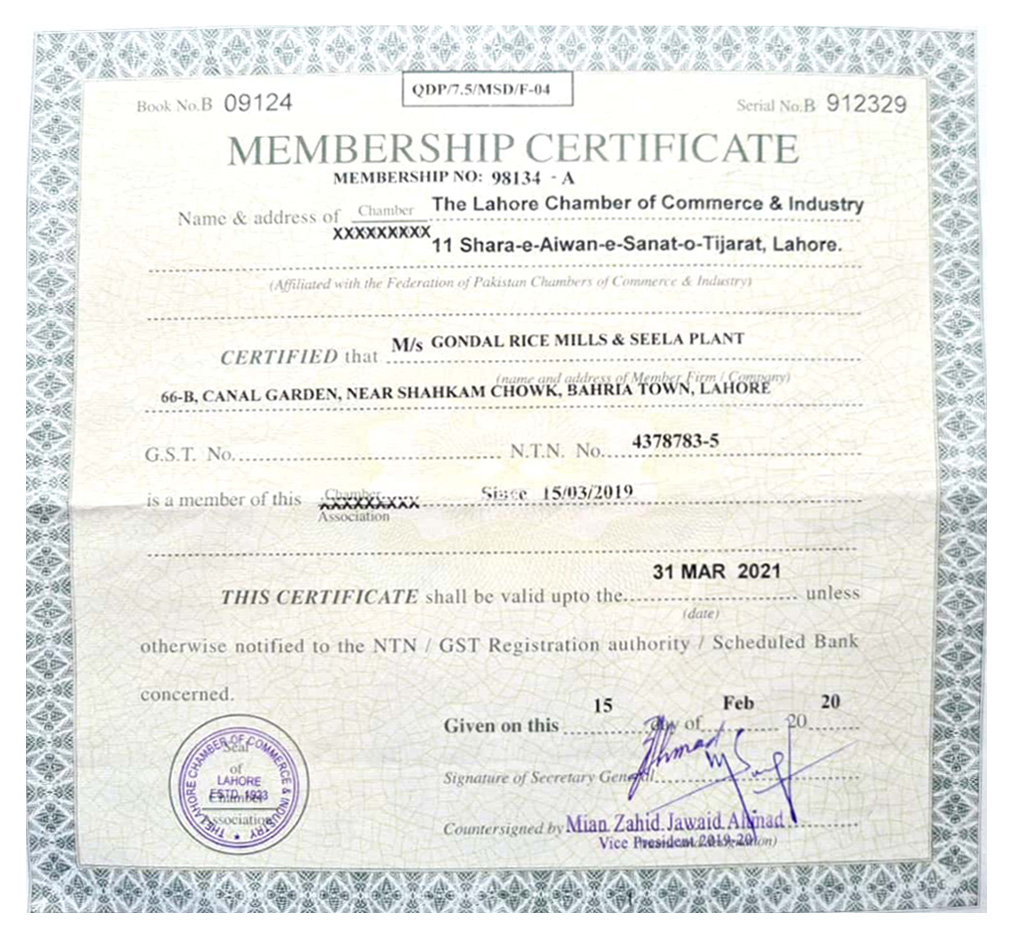 QDP/7.5/MSD/F-04
Book No.B 09124
Serial No.B 912329
MEMBERSHIP CERTIFICATE
MEMBERSHIP NO: 98134 - A
Name & address of Chamber The Lahore Chamber of Commerce & Industry
XXXXXXXXX 11 Shara-e-Aiwan-e-Sanat-o-Tijarat, Lahore.
(Affiliated with the Federation of Pakistan Chambers of Commerce & Industry)
CERTIFIED that M/s GONDAL RICE MILLS & SEELA PLANT
(name and address of Member Firm / Company)
66-B, CANAL GARDEN, NEAR SHAHKAM CHOWK, BAHRIA TOWN, LAHORE
G.S.T. No. N.T.N. No. 4378783-5
is a member of this Chamber XXXXXXXXX Since 15/03/2019
Association
31 MAR 2021
THIS CERTIFICATE shall be valid upto the unless
(date)
otherwise notified to the NTN / GST Registration authority / Scheduled Bank
concerned.
15 Feb 20
Given on this day of 20
Signature of Secretary General
Countersigned by Mian Zahid Jawaid Ahmad
Vice President 2019-20
THE LAHORE CHAMBER OF COMMERCE & INDUSTRY
Seal
of
LAHORE
ESTD. 1923
Chamber
Association